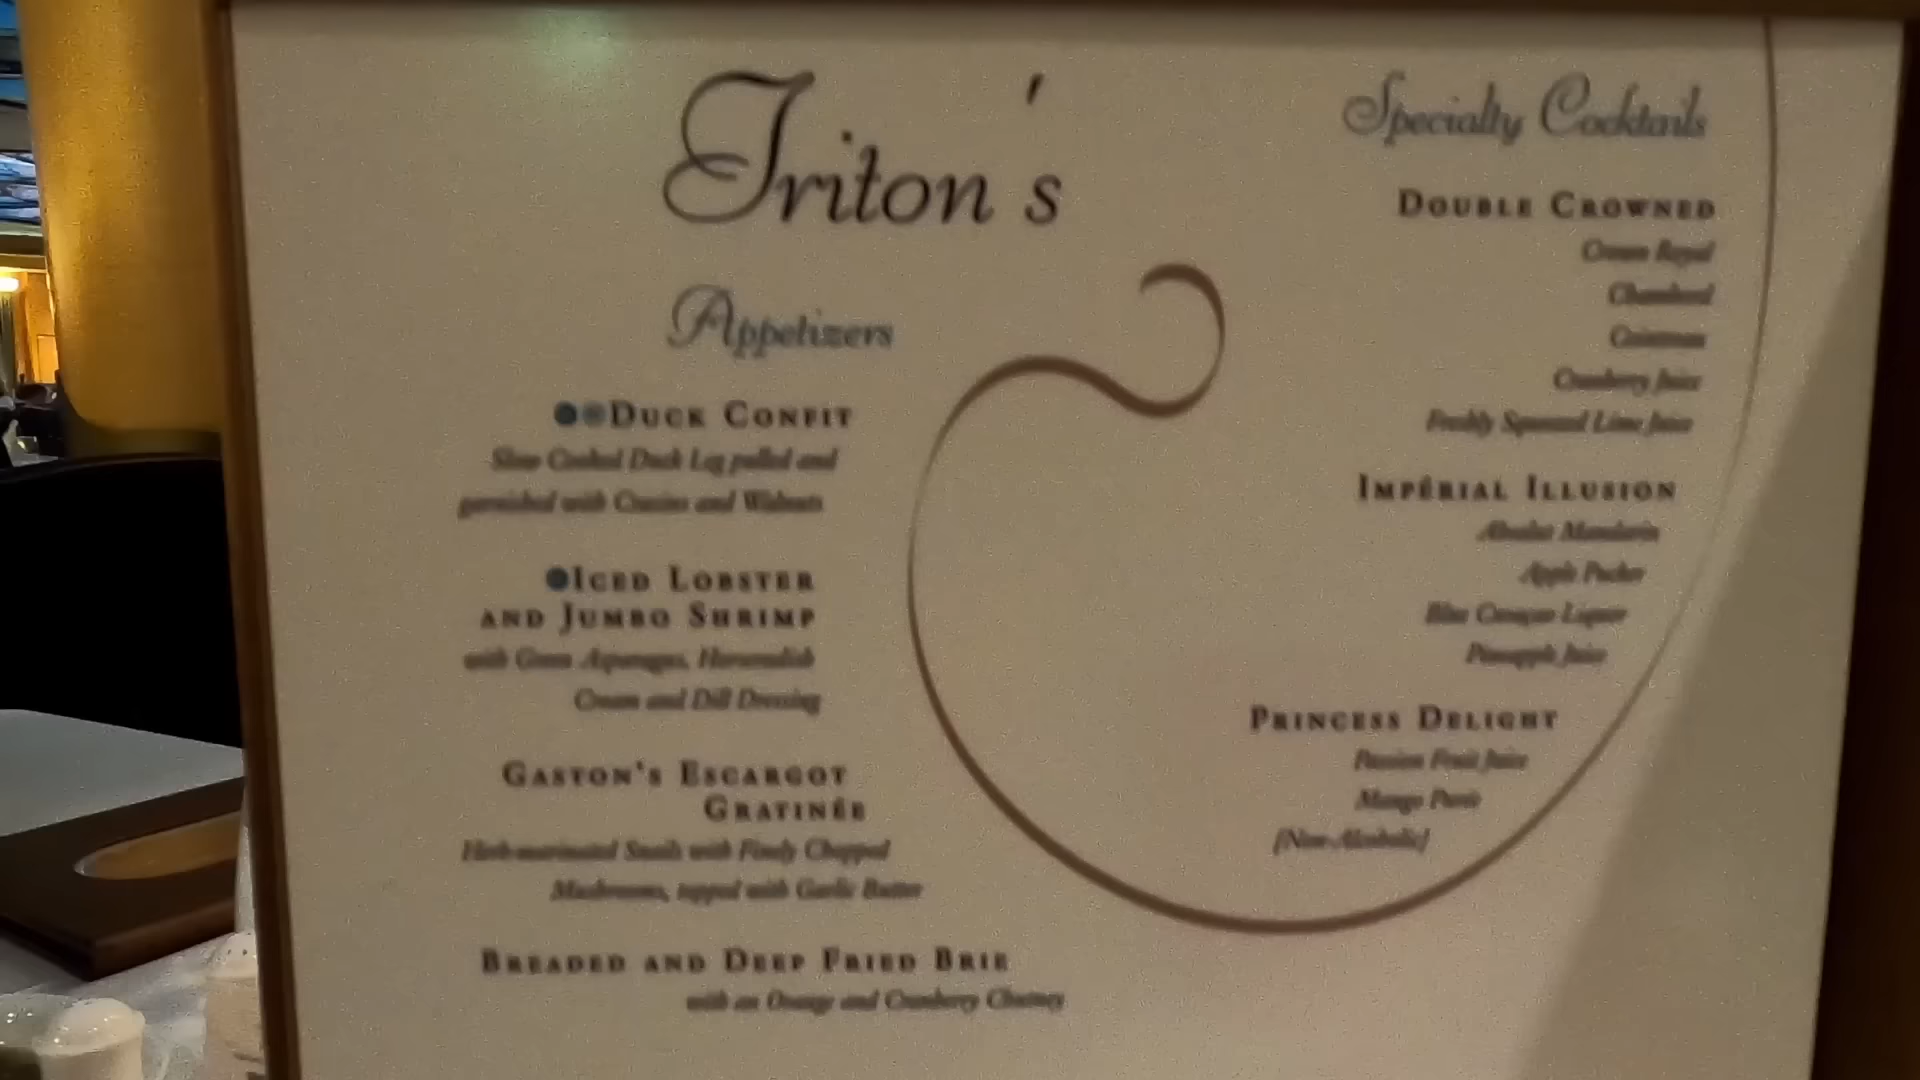 Triton's
Appetizers
DUCK CONFIT
Slow Cooked Duck Leg pulled and
garnished with Craisins and Walnuts
ICED LOBSTER
AND JUMBO SHRIMP
with Green Asparagus, Horseradish
Cream and Dill Dressing
GASTON'S ESCARGOT
GRATINÉE
Herb-marinated Snails with Finely Chopped
Mushrooms, topped with Garlic Butter
BREADED AND DEEP FRIED BRIE
with an Orange and Cranberry Chutney
Specialty Cocktails
DOUBLE CROWNED
Crown Royal
Chambord
Cointreau
Cranberry Juice
Freshly Squeezed Lime Juice
IMPÉRIAL ILLUSION
Absolut Mandarin
Apple Pucker
Blue Curaçao Liquor
Pineapple Juice
PRINCESS DELIGHT
Passion Fruit Juice
Mango Purée
(Non-Alcoholic)